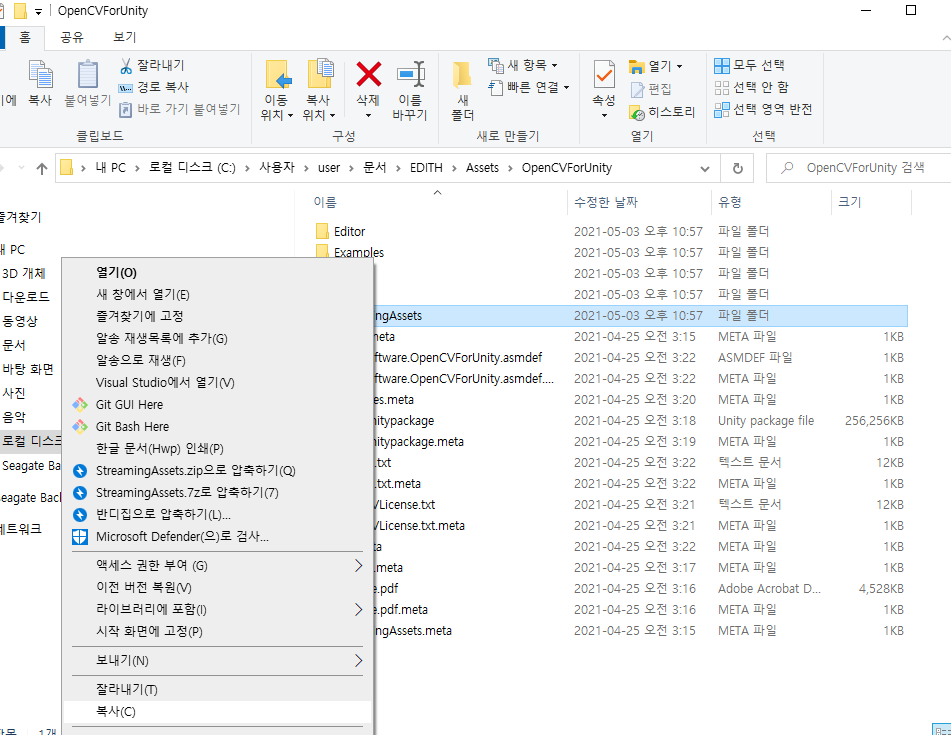 OpenCVForUnity
홈 공유 보기
복사
붙여넣기
잘라내기
경로 복사
바로 가기 붙여넣기
클립보드
이동 위치
복사 위치
삭제
이름 바꾸기
구성
새 폴더
새 항목
빠른 연결
새로 만들기
속성
열기
편집
히스토리
열기
모두 선택
선택 안 함
선택 영역 반전
선택
내 PC > 로컬 디스크 (C:) > 사용자 > user > 문서 > EDITH > Assets > OpenCVForUnity
OpenCVForUnity 검색
즐겨찾기
내 PC
3D 개체
다운로드
동영상
문서
바탕 화면
사진
음악
로컬 디스크
Seagate Ba
Seagate Back
네트워크
이름 수정한 날짜 유형 크기
Editor 2021-05-03 오후 10:57 파일 폴더
Examples 2021-05-03 오후 10:57 파일 폴더
2021-05-03 오후 10:57 파일 폴더
2021-05-03 오후 10:57 파일 폴더
ngAssets 2021-05-03 오후 10:57 파일 폴더
neta 2021-04-25 오전 3:15 META 파일 1KB
ftware.OpenCVForUnity.asmdef 2021-04-25 오전 3:22 ASMDEF 파일 1KB
ftware.OpenCVForUnity.asmdef.... 2021-04-25 오전 3:22 META 파일 1KB
es.meta 2021-04-25 오전 3:20 META 파일 1KB
nitypackage 2021-04-25 오전 3:18 Unity package file 256,256KB
nitypackage.meta 2021-04-25 오전 3:19 META 파일 1KB
.txt 2021-04-25 오전 3:22 텍스트 문서 12KB
.txt.meta 2021-04-25 오전 3:22 META 파일 1KB
VLicense.txt 2021-04-25 오전 3:21 텍스트 문서 12KB
VLicense.txt.meta 2021-04-25 오전 3:21 META 파일 1KB
ta 2021-04-25 오전 3:22 META 파일 1KB
.meta 2021-04-25 오전 3:17 META 파일 1KB
e.pdf 2021-04-25 오전 3:16 Adobe Acrobat D... 4,528KB
e.pdf.meta 2021-04-25 오전 3:16 META 파일 1KB
ngAssets.meta 2021-04-25 오전 3:15 META 파일 1KB
열기(O)
새 창에서 열기(E)
즐겨찾기에 고정
알송 재생목록에 추가(G)
알송으로 재생(F)
Visual Studio에서 열기(V)
Git GUI Here
Git Bash Here
한글 문서(Hwp) 인쇄(P)
StreamingAssets.zip으로 압축하기(Q)
StreamingAssets.7z로 압축하기(7)
반디집으로 압축하기(L)...
Microsoft Defender(으)로 검사...
액세스 권한 부여 (G)
이전 버전 복원(V)
라이브러리에 포함(I)
시작 화면에 고정(P)
보내기(N)
잘라내기(T)
복사(C)
1개